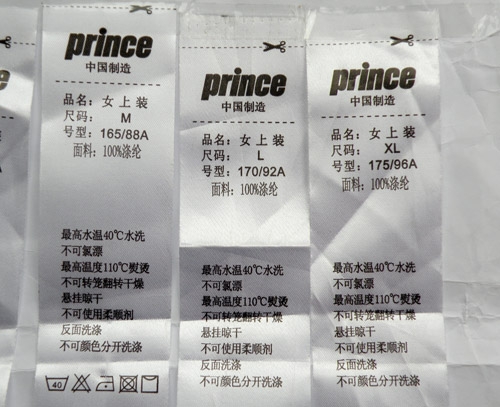 prince
中国制造
品名：女上装
尺码： M
号型：165/88A
面料：100%涤纶
最高水温40℃水洗
不可氯漂
最高温度110℃熨烫
不可转笼翻转干燥
悬挂晾干
不可使用柔顺剂
反面洗涤
不可颜色分开洗涤
40
prince
中国制造
品名：女上装
尺码： L
号型：170/92A
面料：100%涤纶
最高水温40℃水洗
不可氯漂
最高温度110℃熨烫
不可转笼翻转干燥
悬挂晾干
不可使用柔顺剂
反面洗涤
不可颜色分开洗涤
prince
中国制造
品名：女上装
尺码： XL
号型：175/96A
面料：100%涤纶
最高水温40℃水洗
不可氯漂
最高温度110℃熨烫
不可转笼翻转干燥
悬挂晾干
不可使用柔顺剂
反面洗涤
不可颜色分开洗涤